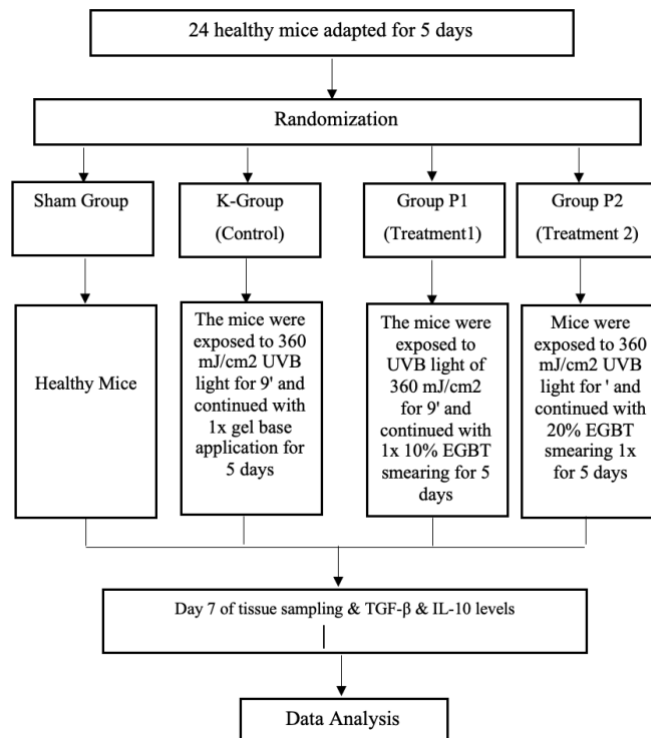 24 healthy mice adapted for 5 days
Randomization
Sham Group
K-Group
(Control)
Group P1
(Treatment1)
Group P2
(Treatment 2)
Healthy Mice
The mice were
exposed to 360
mJ/cm2 UVB
light for 9' and
continued with
1x gel base
application for
5 days
The mice were
exposed to
UVB light of
360 mJ/cm2
for 9' and
continued with
1x 10% EGBT
smearing for 5
days
Mice were
exposed to 360
mJ/cm2 UVB
light for ' and
continued with
20% EGBT
smearing 1x
for 5 days
Day 7 of tissue sampling & TGF-β & IL-10 levels
Data Analysis